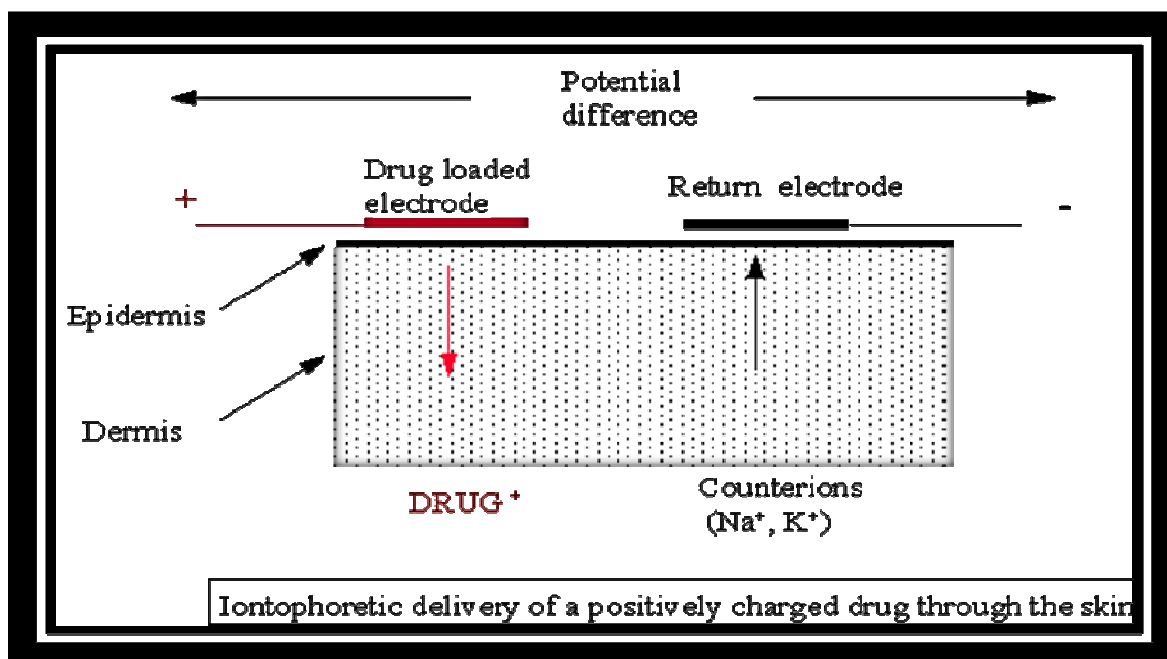 Potential
difference
Drug loaded
electrode
Return electrode
+
-
Epidermis
Dermis
DRUG⁺
Counterions
(Na⁺, K⁺)
Iontophoretic delivery of a positively charged drug through the skin